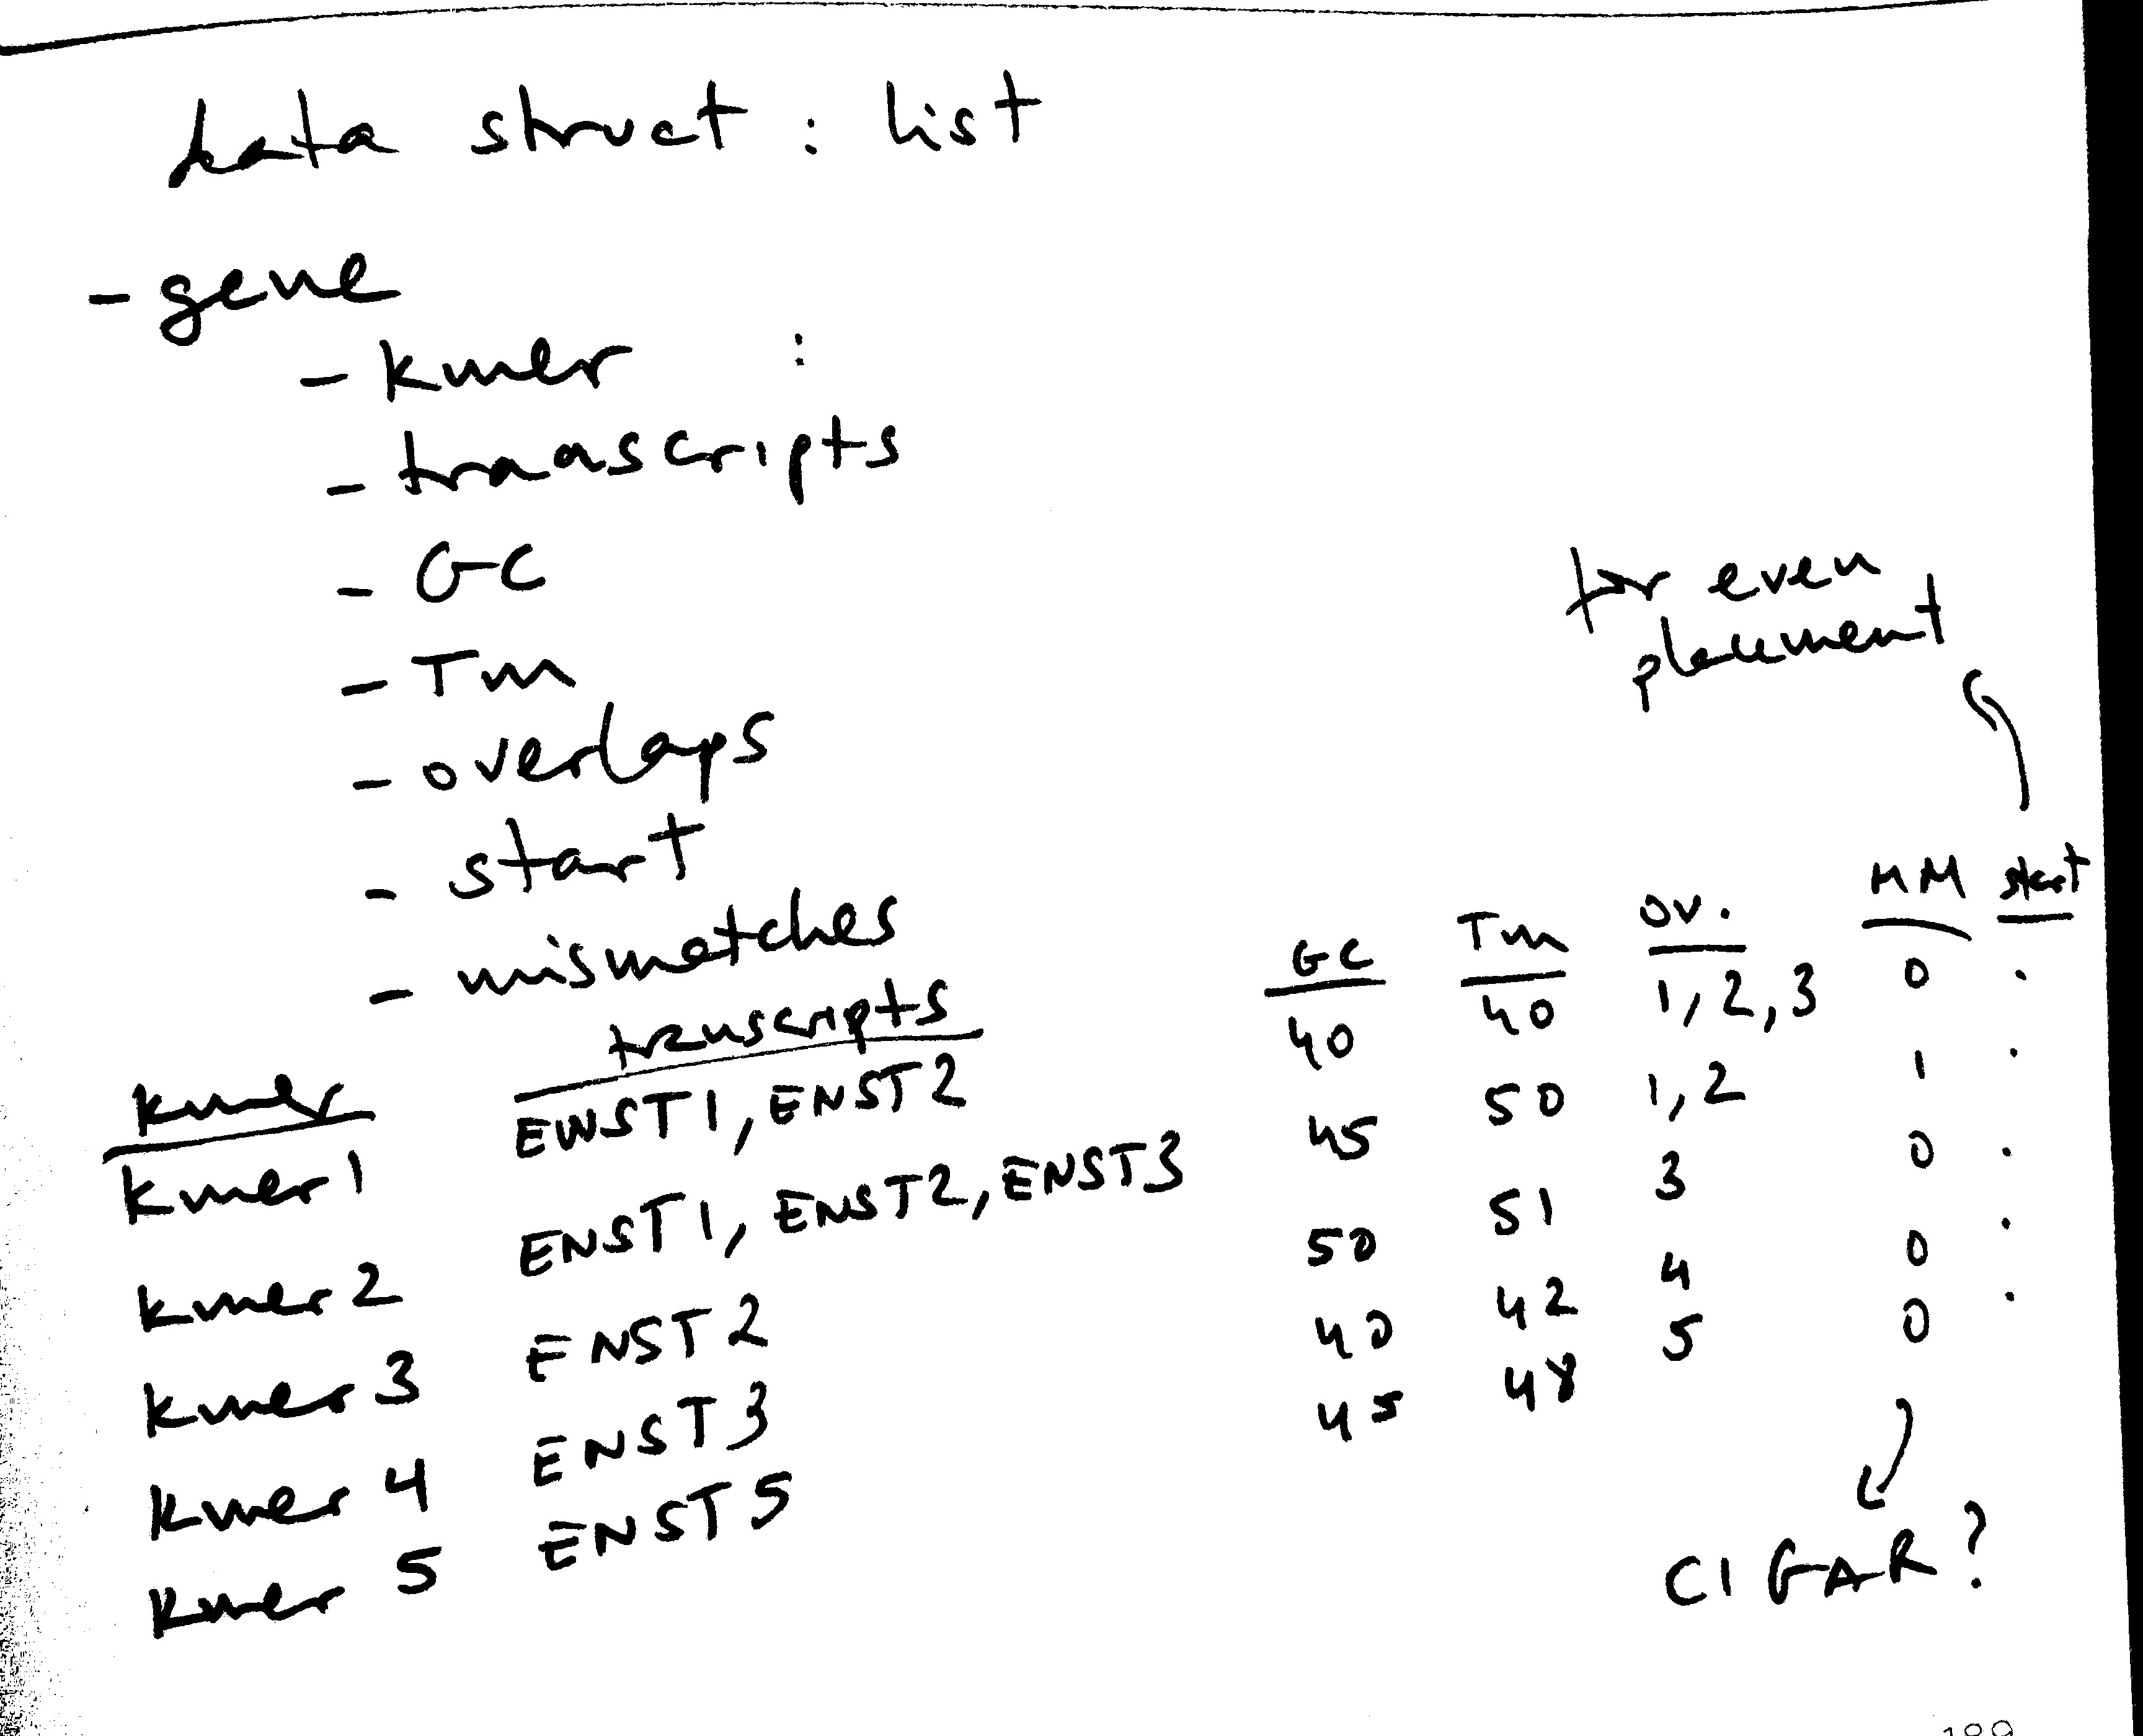 data struct : list
- gene
- kmer :
- transcripts
- GC
- Tm
- overlaps
- start
- mismatches
for even
placement
kmer transcripts GC Tm ov. MM start
kmer1 ENST1, ENST2 40 40 1,2,3 0 .
kmer2 ENST1, ENST2, ENST3 45 50 1,2 1 .
kmer3 ENST2 50 51 3 0 .
kmer4 ENST3 40 42 4 0 .
kmer5 ENST5 45 48 5 0 .
CIGAR?